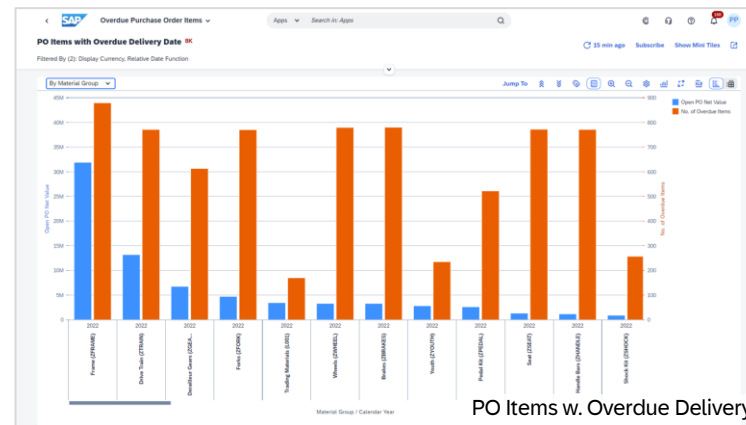 SAP Overdue Purchase Order Items Apps Search in: Apps PP
PO Items with Overdue Delivery Date 8K
15 min ago Subscribe Show Mini Tiles
Filtered By (2): Display Currency, Relative Date Function
By Material Group
Jump To
Open PO Net Value
No. of Overdue Items
45M 900
40M 800
35M 700
30M 600
25M 500
20M 400
15M 300
10M 200
5M 100
0 0
Open PO Net Value
No. of Overdue Items
2022 2022 2022 2022 2022 2022 2022 2022 2022 2022 2022 2022
Frame (ZFRAME)
Drive Train (ZTRAIN)
Derailleur Gears (ZGEA...
Forks (ZFORK)
Trading Materials (L001)
Wheels (ZWHEEL)
Brakes (ZBRAKES)
Youth (ZYOUTH)
Pedal Kit (ZPEDAL)
Seat (ZSEAT)
Handle Bars (ZHANDLE)
Shock Kit (ZSHOCK)
Material Group / Calendar Year
PO Items w. Overdue Delivery